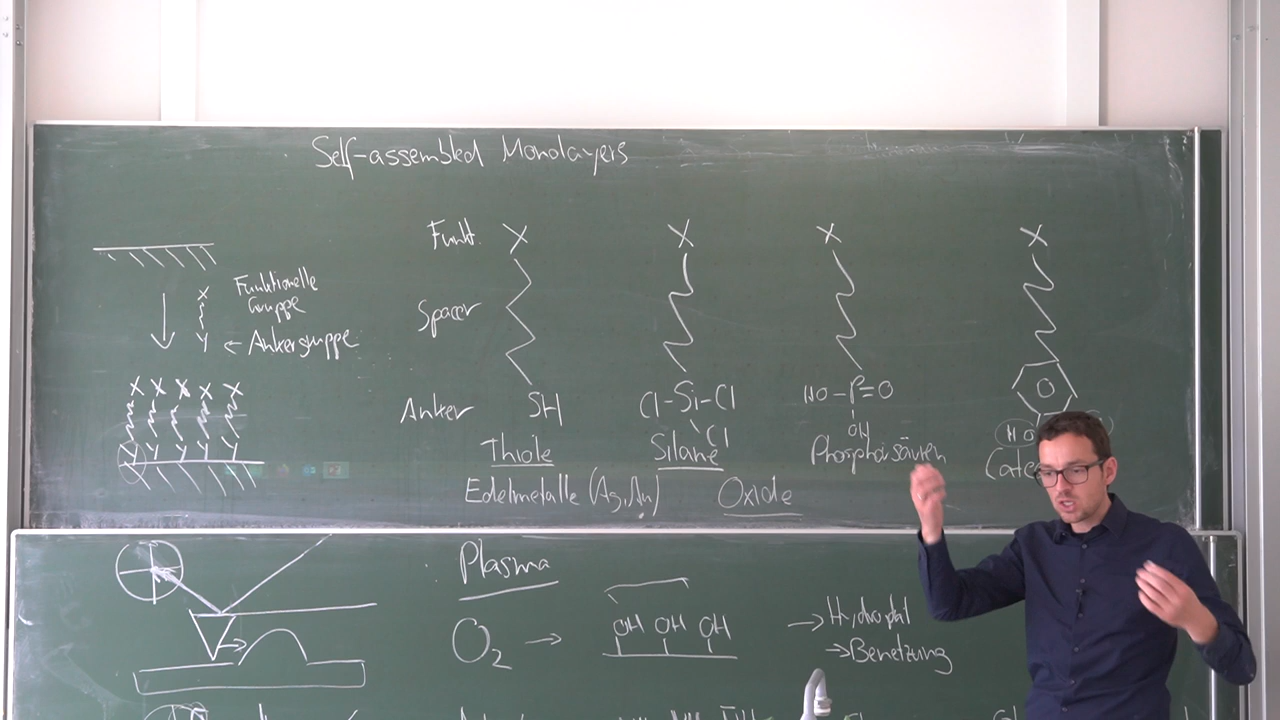 Self-assembled Monolayers
Funktionelle
Gruppe
X
Y ← Ankergruppe
X X X X X
Y Y Y Y Y
Funkt. X X X X
Spacer
Anker SH Cl-Si-Cl HO-P=O HO
Cl OH
Thiole Silane Phosphorsäuren
Edelmetalle (Ag, Au) Oxide
Plasma
O2 → OH OH OH → Hydrophil
→ Benetzung